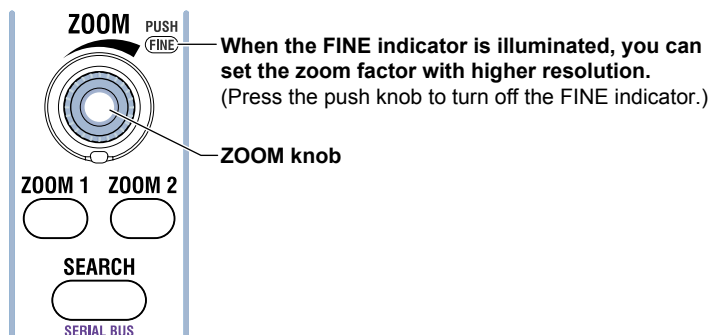 ZOOM PUSH
FINE
When the FINE indicator is illuminated, you can
set the zoom factor with higher resolution.
(Press the push knob to turn off the FINE indicator.)
ZOOM knob
ZOOM 1 ZOOM 2
SEARCH
SERIAL BUS